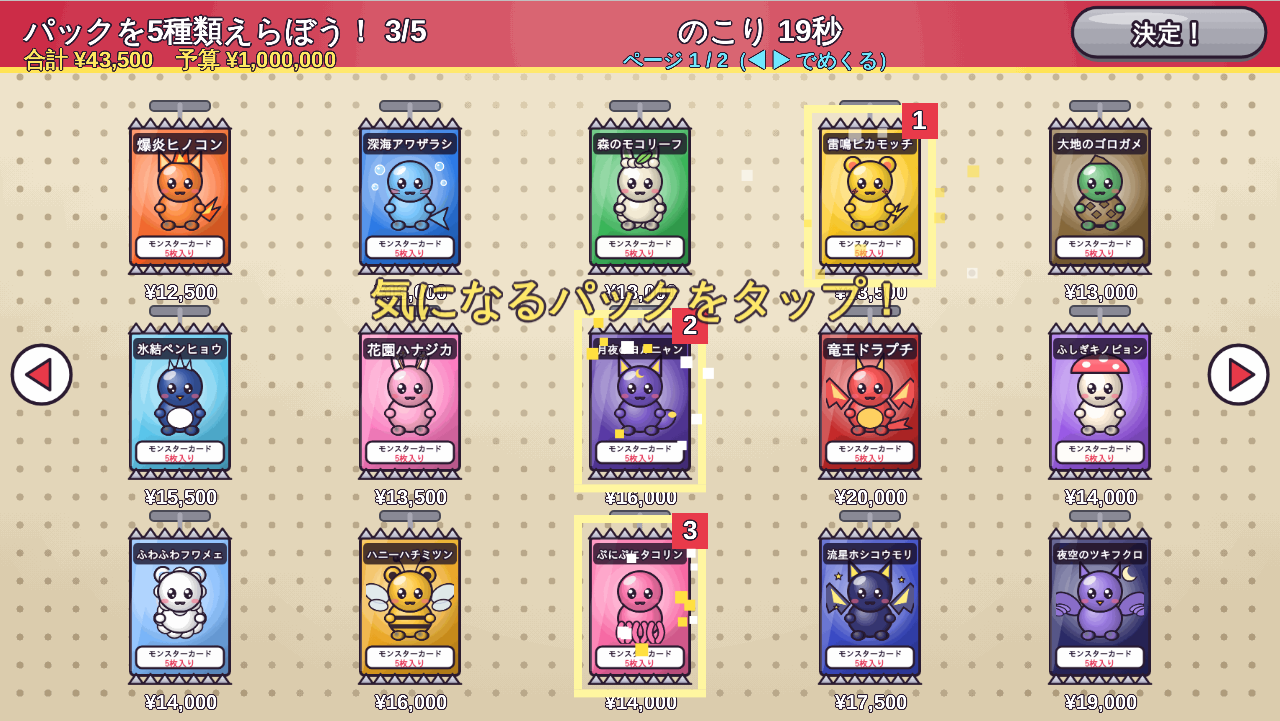 パックを5種類えらぼう！ 3/5
合計 ¥43,500　予算 ¥1,000,000
のこり 19秒
ページ 1 / 2（◀ ▶ でめくる）
決定！
1
爆炎ヒノコン
モンスターカード
5枚入り
¥12,500
深海アワザラシ
モンスターカード
5枚入り
森のモコリーフ
モンスターカード
5枚入り
雷鳴ピカモッチ
モンスターカード
5枚入り
大地のゴロガメ
モンスターカード
5枚入り
¥13,000
気になるパックをタップ！
2
氷結ペンヒョウ
モンスターカード
5枚入り
¥15,500
花園ハナジカ
モンスターカード
5枚入り
¥13,500
モンスターカード
5枚入り
¥16,000
竜王ドラプチ
モンスターカード
5枚入り
¥20,000
ふしぎキノピョン
モンスターカード
5枚入り
¥14,000
3
ふわふわフワメェ
モンスターカード
5枚入り
¥14,000
ハニーハチミツン
モンスターカード
5枚入り
¥16,000
ぷにぷにタコリン
モンスターカード
5枚入り
¥14,000
流星ホシコウモリ
モンスターカード
5枚入り
¥17,500
夜空のツキフクロ
モンスターカード
5枚入り
¥19,000